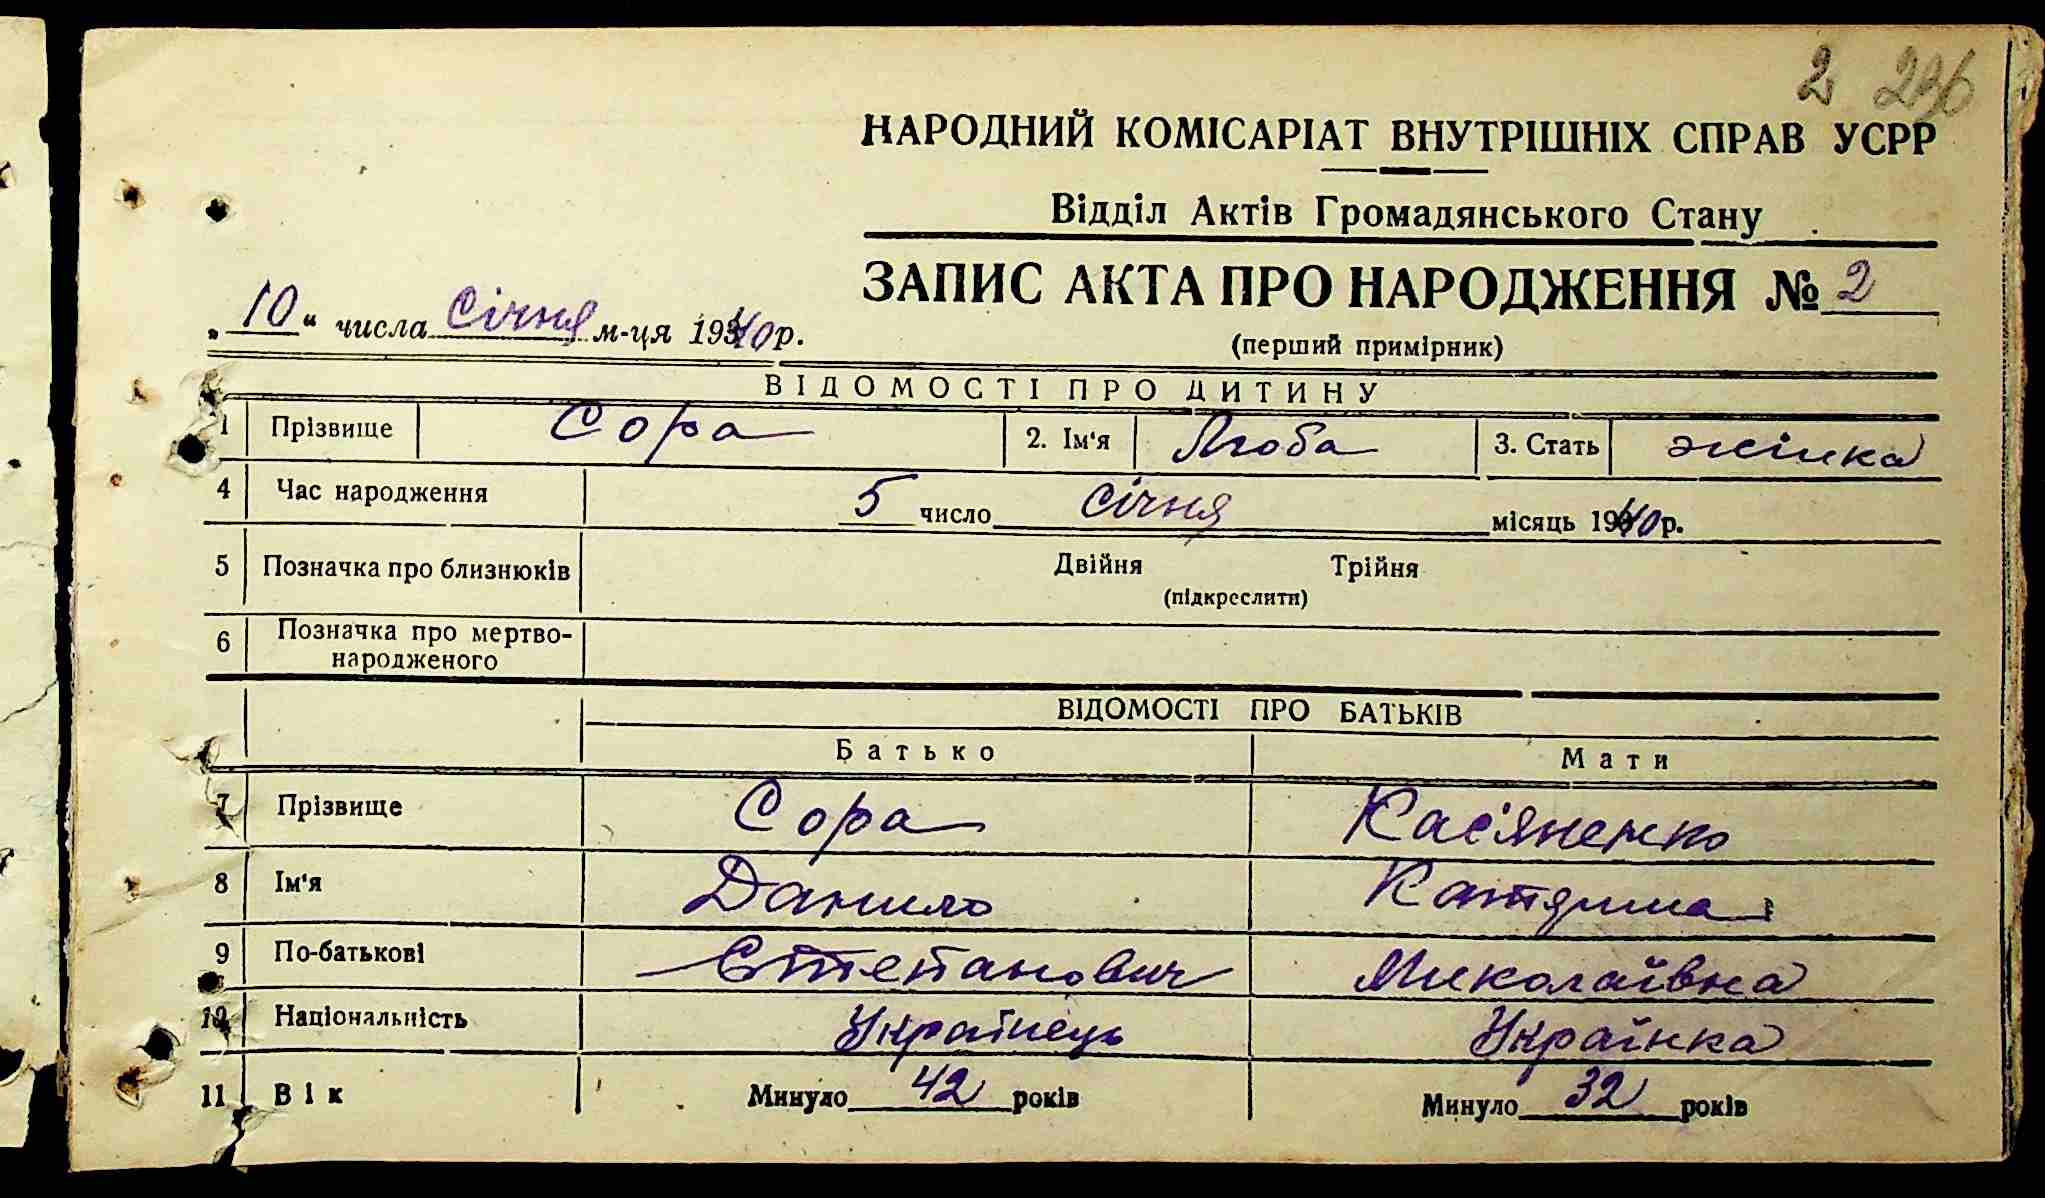 2 236
НАРОДНИЙ КОМІСАРІАТ ВНУТРІШНІХ СПРАВ УСРР
Відділ Актів Громадянського Стану
ЗАПИС АКТА ПРО НАРОДЖЕННЯ № 2
„10“ числа Січня м-ця 1940 р.
(перший примірник)
ВІДОМОСТІ ПРО ДИТИНУ
1 Прізвище Сора 2. Ім'я Люба 3. Стать жінка
4 Час народження 5 число січня місяць 1940 р.
5 Позначка про близнюків Двійня Трійня
(підкреслити)
6 Позначка про мертво-
народженого
ВІДОМОСТІ ПРО БАТЬКІВ
Батько Мати
7 Прізвище Сора Кас'яненко
8 Ім'я Данило Катярина
9 По-батькові Степанович Миколаївна
10 Національність Українець Українка
11 Вік Минуло 42 років Минуло 32 років